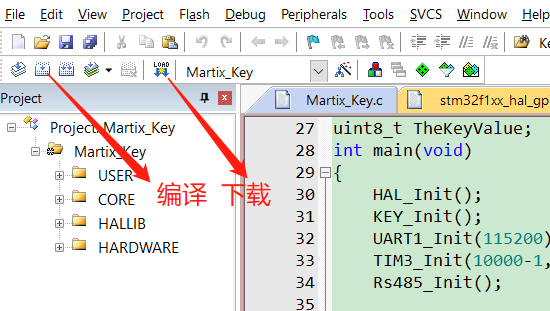 File Edit View Project Flash Debug Peripherals Tools SVCS Window Help
LOAD
Martix_Key
Project
Martix_Key.c
stm32f1xx_hal_gp
Project: Martix_Key
Martix_Key
USER
CORE
HALLIB
HARDWARE
编译 下载
27 uint8_t TheKeyValue;
28 int main(void)
29 {
30 HAL_Init();
31 KEY_Init();
32 UART1_Init(115200)
33 TIM3_Init(10000-1,
34 Rs485_Init();
35